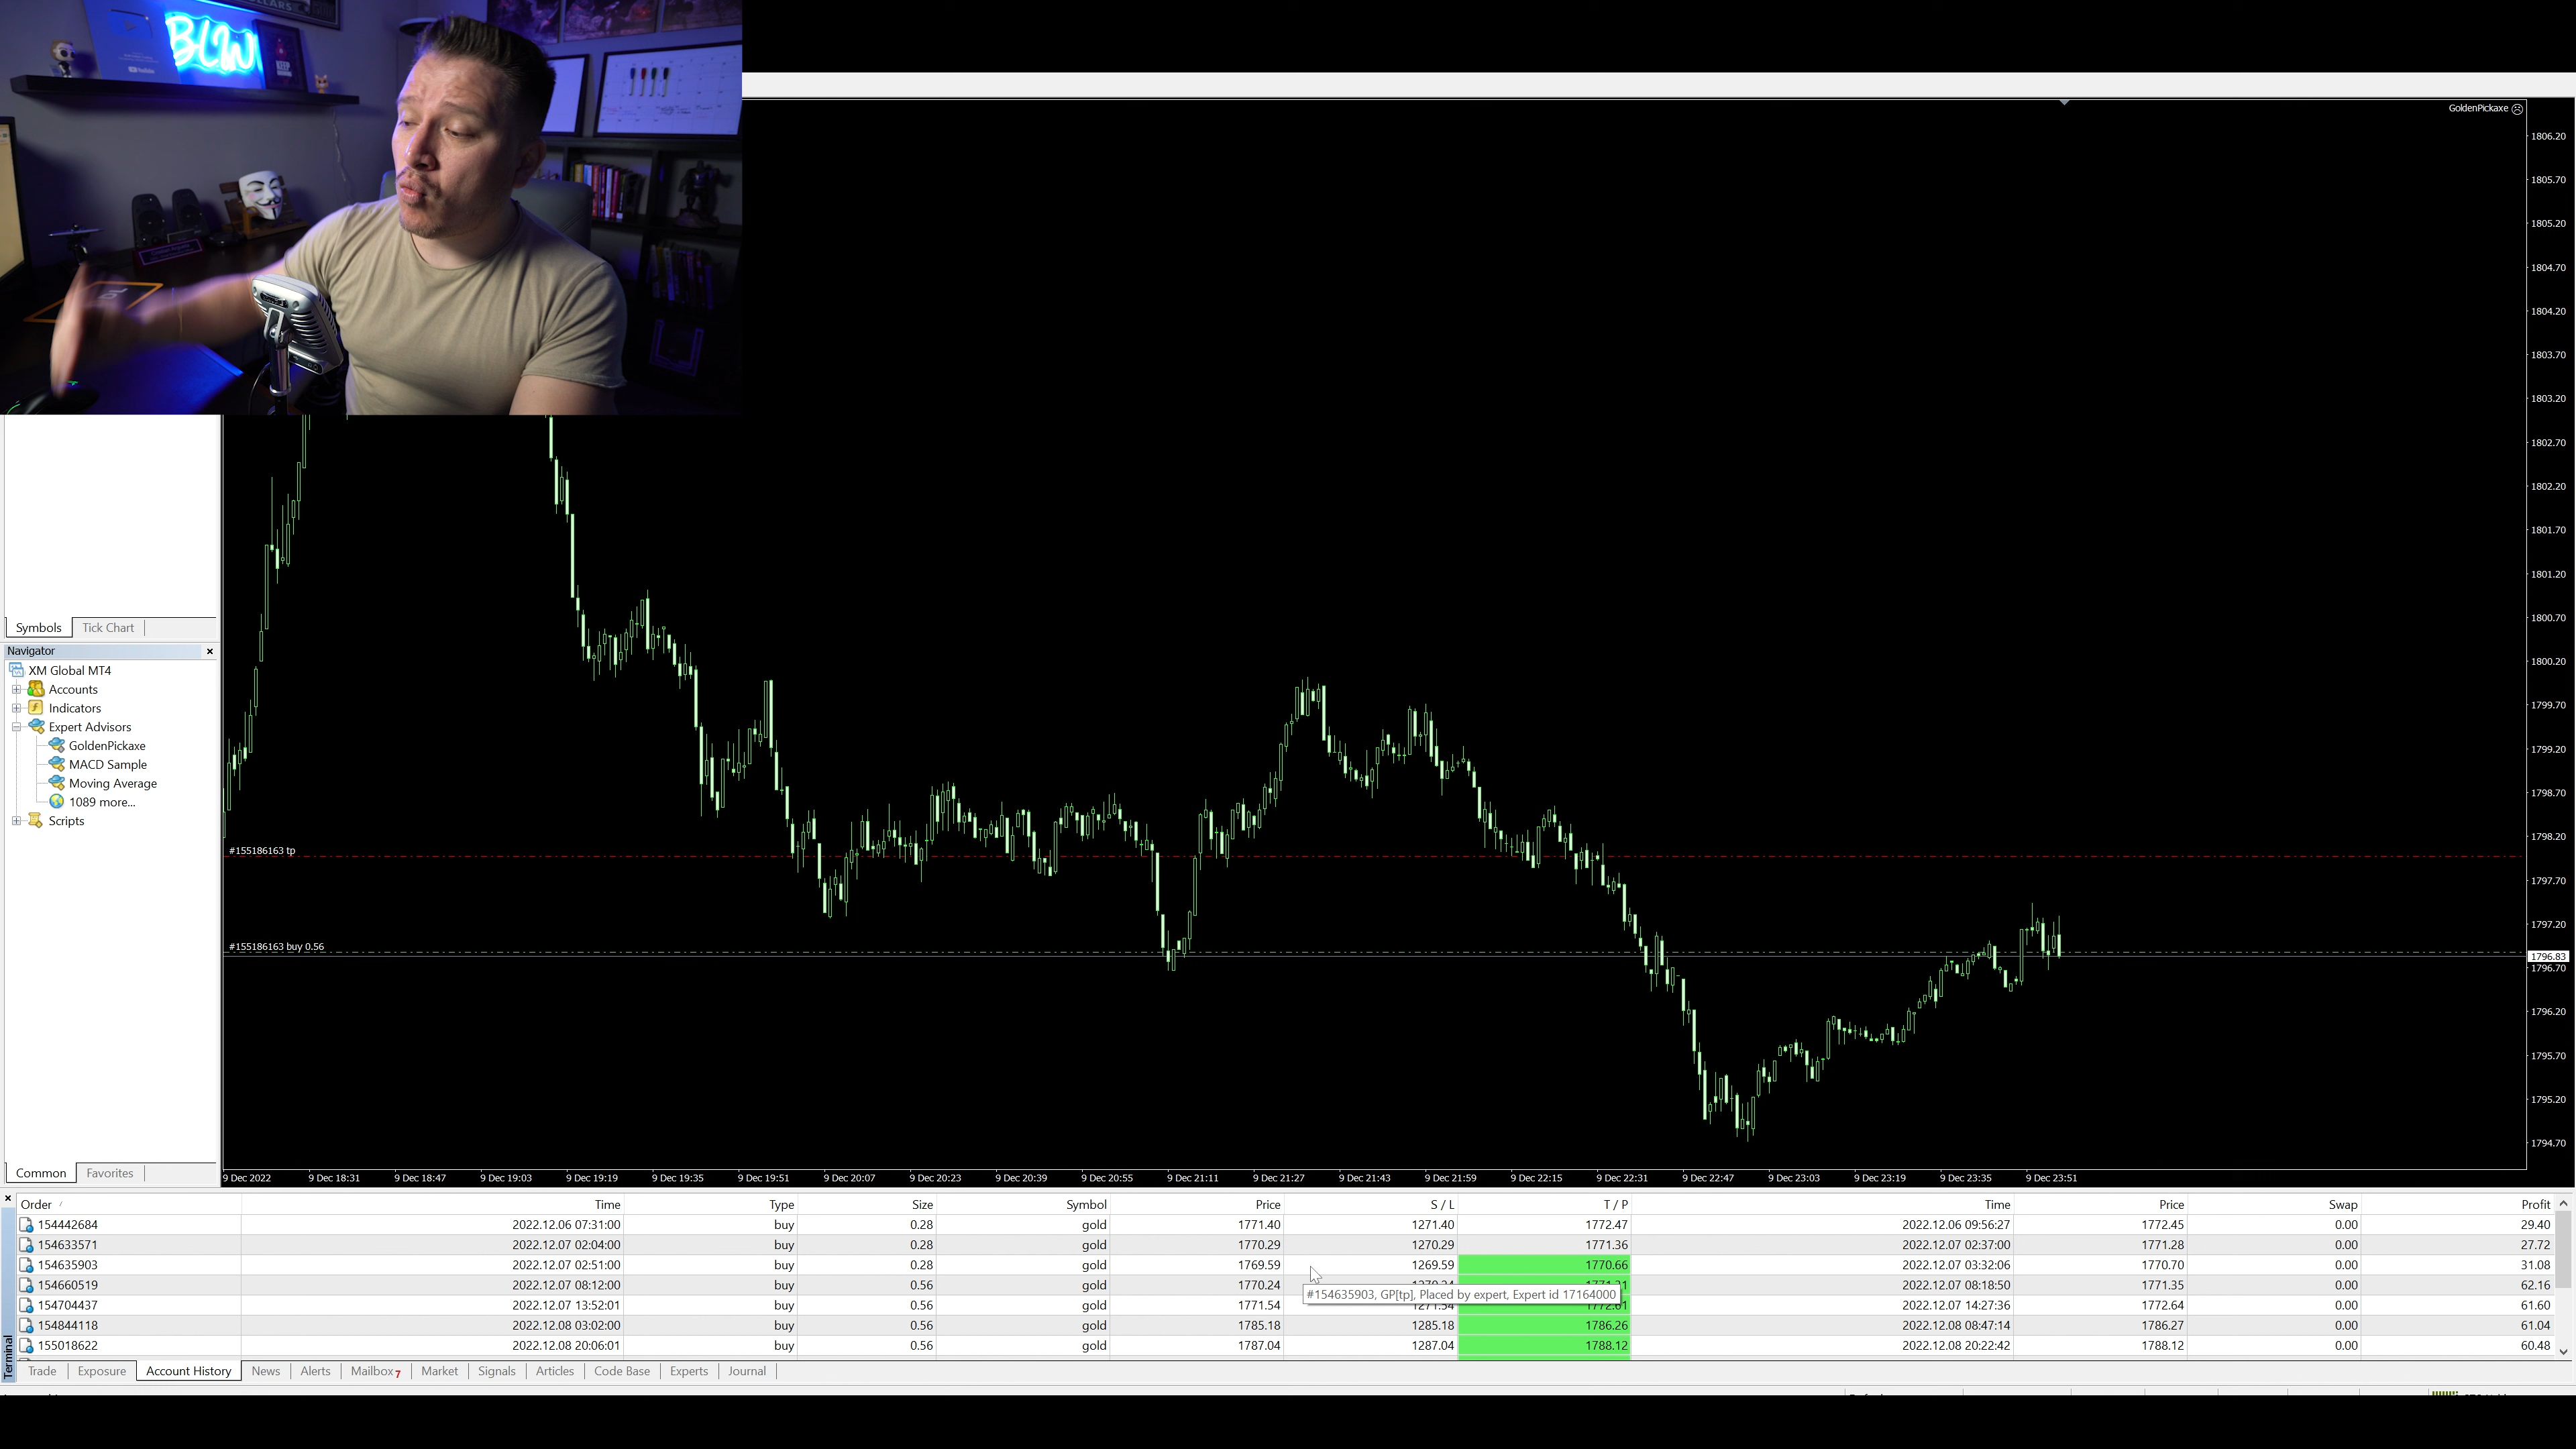 BLW
YouTube
KEEP
GoldenPickaxe
1806.20
1805.70
1805.20
1804.70
1804.20
1803.70
1803.20
1802.70
1802.20
1801.70
1801.20
1800.70
1800.20
1799.70
1799.20
1798.70
1798.20
1797.70
1797.20
1796.83
1796.70
1796.20
1795.70
1795.20
1794.70
Symbols Tick Chart
Navigator
XM Global MT4
Accounts
Indicators
Expert Advisors
GoldenPickaxe
MACD Sample
Moving Average
1089 more...
Scripts
Common Favorites
#155186163 tp
#155186163 buy 0.56
9 Dec 2022 9 Dec 18:31 9 Dec 18:47 9 Dec 19:03 9 Dec 19:19 9 Dec 19:35 9 Dec 19:51 9 Dec 20:07 9 Dec 20:23 9 Dec 20:39 9 Dec 20:55 9 Dec 21:11 9 Dec 21:27 9 Dec 21:43 9 Dec 21:59 9 Dec 22:15 9 Dec 22:31 9 Dec 22:47 9 Dec 23:03 9 Dec 23:19 9 Dec 23:35 9 Dec 23:51
Order / Time Type Size Symbol Price S / L T / P Time Price Swap Profit
154442684 2022.12.06 07:31:00 buy 0.28 gold 1771.40 1271.40 1772.47 2022.12.06 09:56:27 1772.45 0.00 29.40
154633571 2022.12.07 02:04:00 buy 0.28 gold 1770.29 1270.29 1771.36 2022.12.07 02:37:00 1771.28 0.00 27.72
154635903 2022.12.07 02:51:00 buy 0.28 gold 1769.59 1269.59 1770.66 2022.12.07 03:32:06 1770.70 0.00 31.08
154660519 2022.12.07 08:12:00 buy 0.56 gold 1770.24 2022.12.07 08:18:50 1771.35 0.00 62.16
#154635903, GP[tp], Placed by expert, Expert id 17164000
154704437 2022.12.07 13:52:01 buy 0.56 gold 1771.54 1271.54 1772.61 2022.12.07 14:27:36 1772.64 0.00 61.60
154844118 2022.12.08 03:02:00 buy 0.56 gold 1785.18 1285.18 1786.26 2022.12.08 08:47:14 1786.27 0.00 61.04
155018622 2022.12.08 20:06:01 buy 0.56 gold 1787.04 1287.04 1788.12 2022.12.08 20:22:42 1788.12 0.00 60.48
Trade Exposure Account History News Alerts Mailbox 7 Market Signals Articles Code Base Experts Journal
Terminal